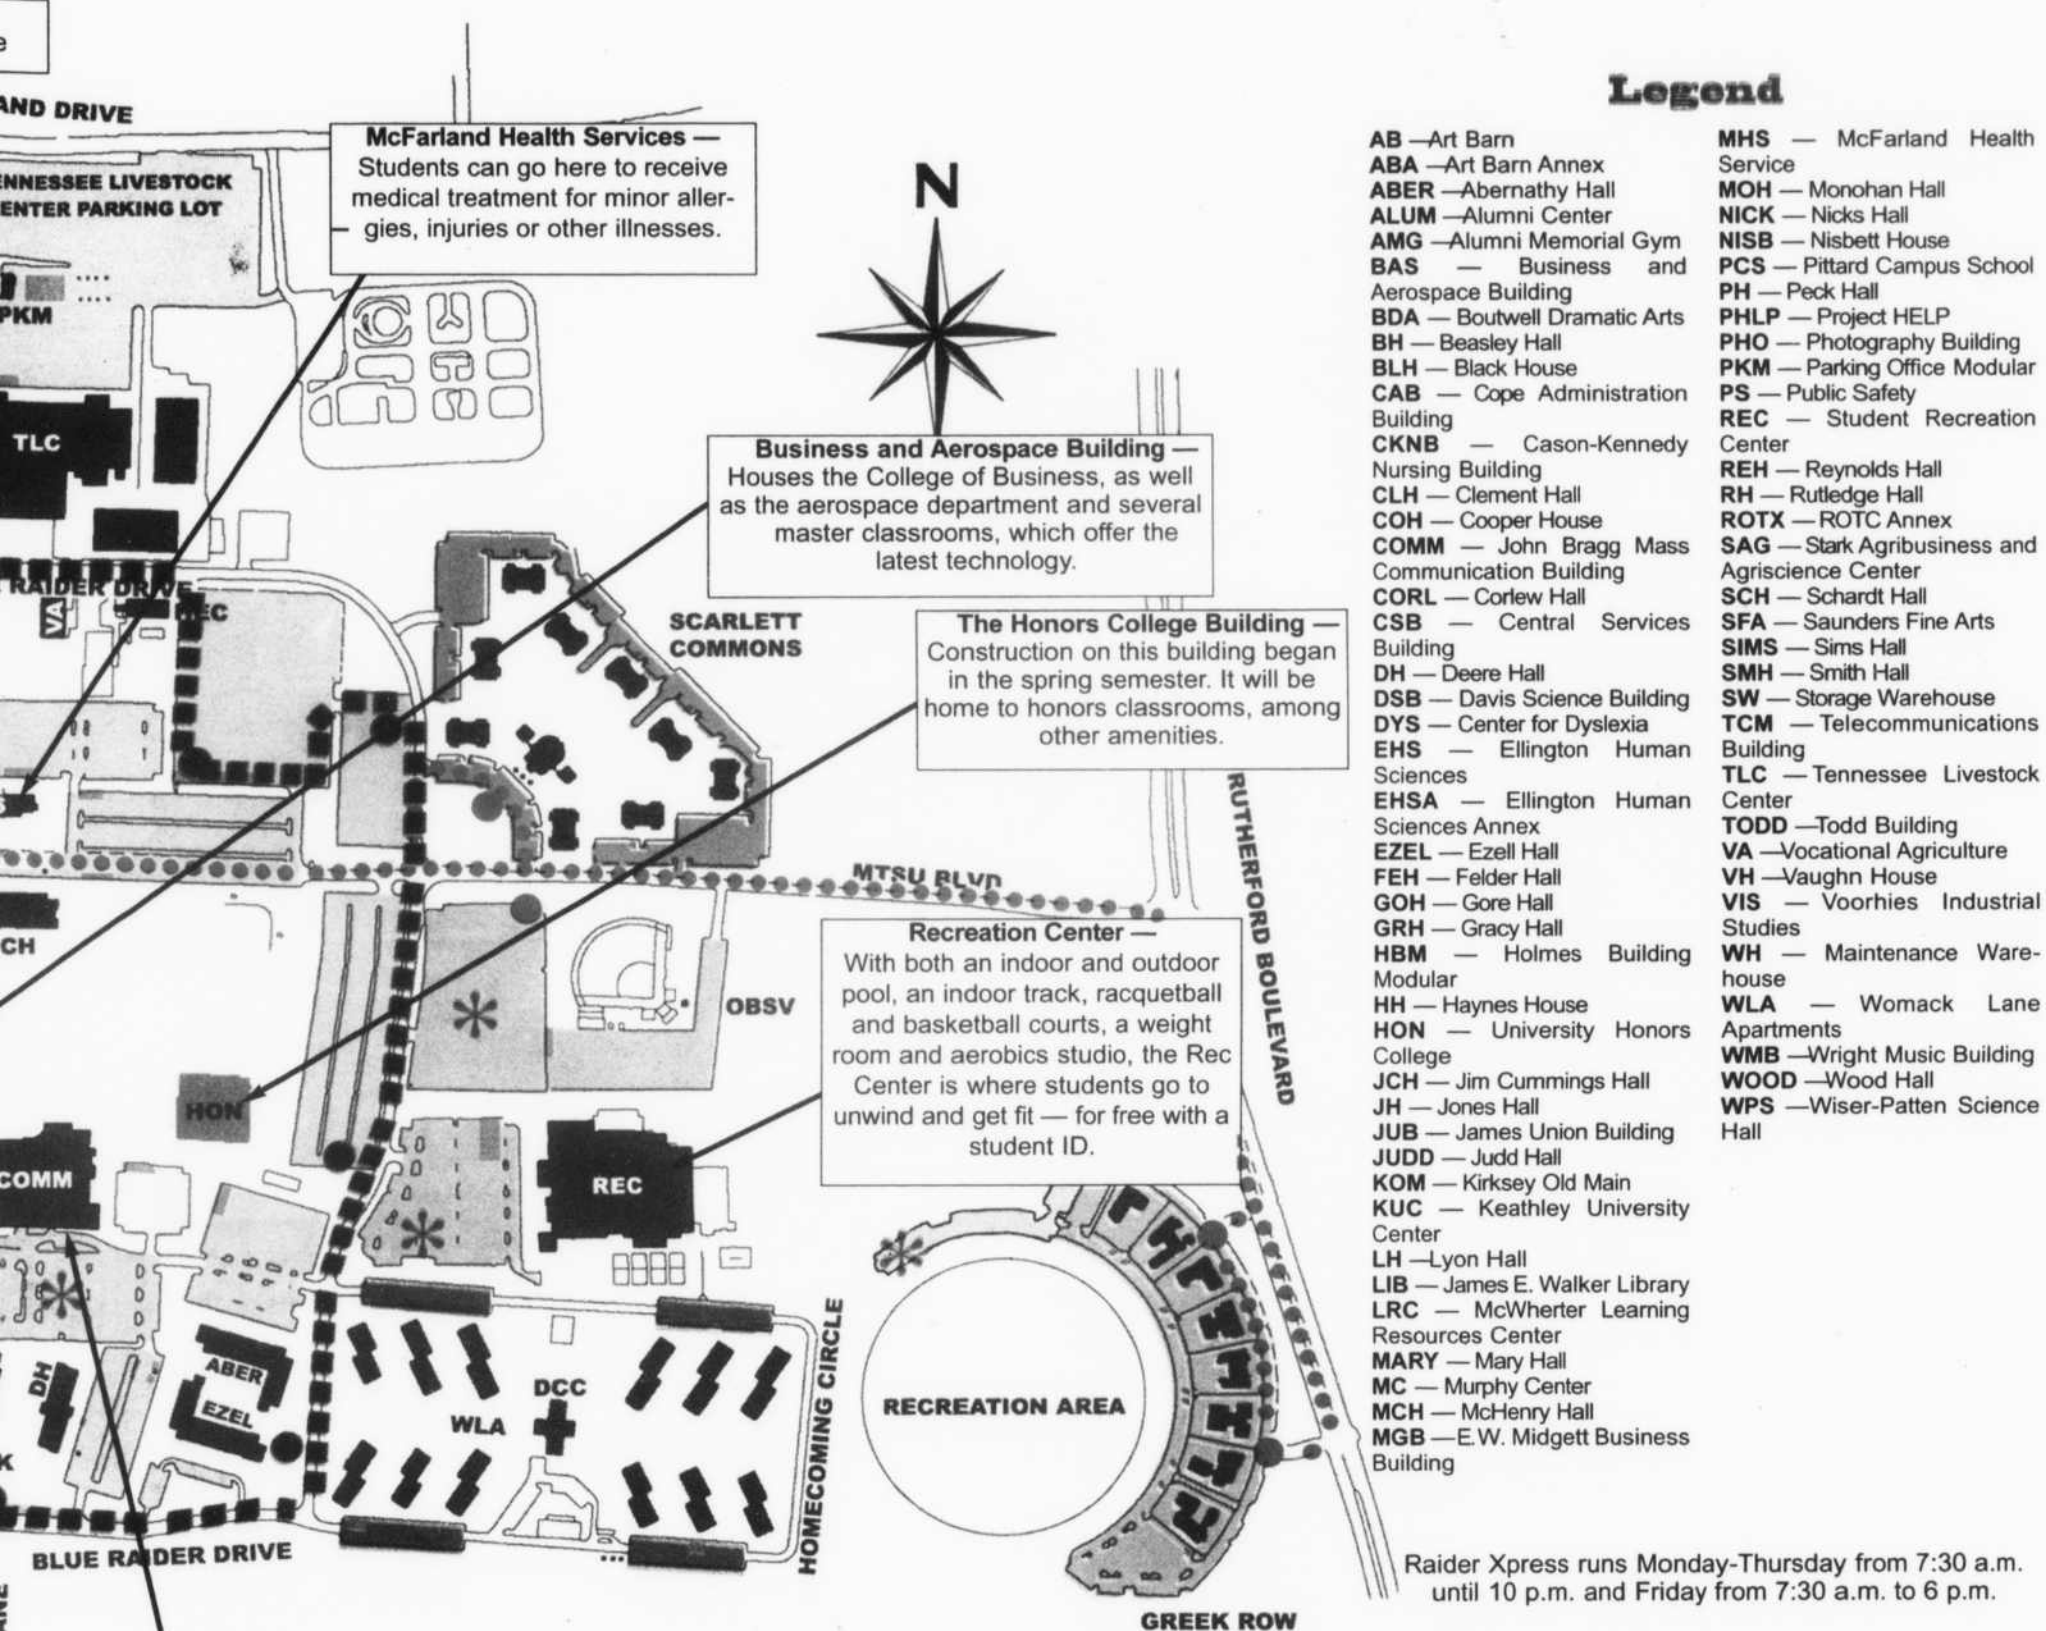 AND DRIVE
TENNESSEE LIVESTOCK
CENTER PARKING LOT
PKM
TLC
McFarland Health Services —
Students can go here to receive
medical treatment for minor aller-
gies, injuries or other illnesses.
N
Business and Aerospace Building —
Houses the College of Business, as well
as the aerospace department and several
master classrooms, which offer the
latest technology.
RAIDER DRIVE
VA
SCARLETT
COMMONS
The Honors College Building —
Construction on this building began
in the spring semester. It will be
home to honors classrooms, among
other amenities.
RUTHERFORD BOULEVARD
MTSU BLVD
CH
OBSV
Recreation Center —
With both an indoor and outdoor
pool, an indoor track, racquetball
and basketball courts, a weight
room and aerobics studio, the Rec
Center is where students go to
unwind and get fit — for free with a
student ID.
HON
COMM
REC
DH
ABER
EZEL
DCC
WLA
HOMECOMING CIRCLE
RECREATION AREA
BLUE RAIDER DRIVE
GREEK ROW
Legend
AB —Art Barn
ABA —Art Barn Annex
ABER —Abernathy Hall
ALUM —Alumni Center
AMG —Alumni Memorial Gym
BAS — Business and
Aerospace Building
BDA — Boutwell Dramatic Arts
BH — Beasley Hall
BLH — Black House
CAB — Cope Administration
Building
CKNB — Cason-Kennedy
Nursing Building
CLH — Clement Hall
COH — Cooper House
COMM — John Bragg Mass
Communication Building
CORL — Corlew Hall
CSB — Central Services
Building
DH — Deere Hall
DSB — Davis Science Building
DYS — Center for Dyslexia
EHS — Ellington Human
Sciences
EHSA — Ellington Human
Sciences Annex
EZEL — Ezell Hall
FEH — Felder Hall
GOH — Gore Hall
GRH — Gracy Hall
HBM — Holmes Building
Modular
HH — Haynes House
HON — University Honors
College
JCH — Jim Cummings Hall
JH — Jones Hall
JUB — James Union Building
JUDD — Judd Hall
KOM — Kirksey Old Main
KUC — Keathley University
Center
LH —Lyon Hall
LIB — James E. Walker Library
LRC — McWherter Learning
Resources Center
MARY — Mary Hall
MC — Murphy Center
MCH — McHenry Hall
MGB —E.W. Midgett Business
Building
MHS — McFarland Health
Service
MOH — Monohan Hall
NICK — Nicks Hall
NISB — Nisbett House
PCS — Pittard Campus School
PH — Peck Hall
PHLP — Project HELP
PHO — Photography Building
PKM — Parking Office Modular
PS — Public Safety
REC — Student Recreation
Center
REH — Reynolds Hall
RH — Rutledge Hall
ROTX — ROTC Annex
SAG — Stark Agribusiness and
Agriscience Center
SCH — Schardt Hall
SFA — Saunders Fine Arts
SIMS — Sims Hall
SMH — Smith Hall
SW — Storage Warehouse
TCM — Telecommunications
Building
TLC — Tennessee Livestock
Center
TODD —Todd Building
VA —Vocational Agriculture
VH —Vaughn House
VIS — Voorhies Industrial
Studies
WH — Maintenance Ware-
house
WLA — Womack Lane
Apartments
WMB —Wright Music Building
WOOD —Wood Hall
WPS —Wiser-Patten Science
Hall
Raider Xpress runs Monday-Thursday from 7:30 a.m.
until 10 p.m. and Friday from 7:30 a.m. to 6 p.m.